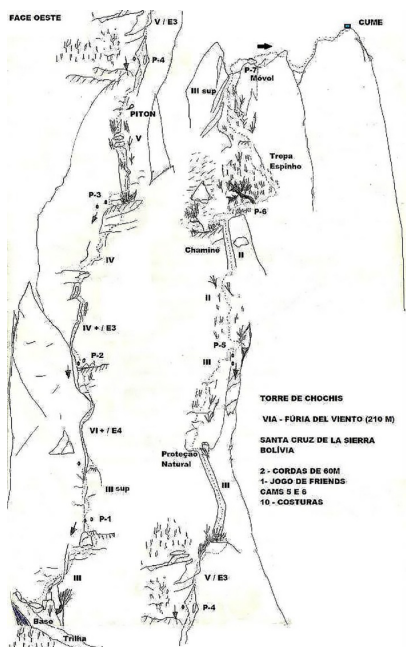 FACE OESTE
V / E3
P-4
PITON
V
P-3
IV
IV + / E3
P-2
VI + / E4
III sup
P-1
III
Base
Trilha
CUME
P-7
Móvol
III sup
Trepa
Espinho
P-6
Chaminé
II
II
P-5
III
Proteção
Natural
III
V / E3
P-4
TORRE DE CHOCHIS
VIA - FÚRIA DEL VIENTO (210 M)
SANTA CRUZ DE LA SIERRA
BOLÍVIA
2 - CORDAS DE 60M
1- JOGO DE FRIENDS
CAMS 5 E 6
10 - COSTURAS